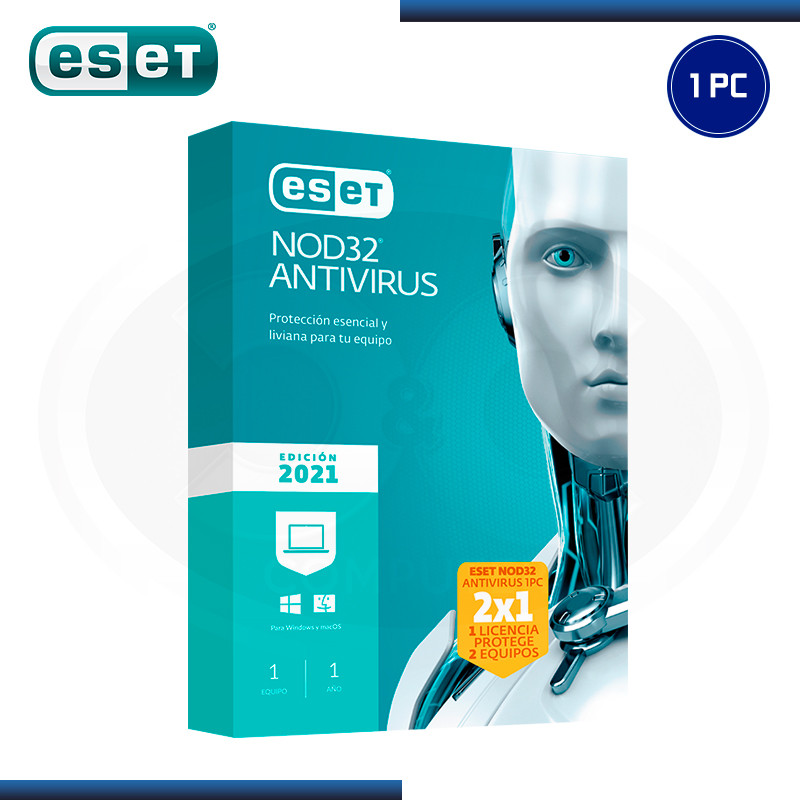 eseT®
1 PC
eseT®
NOD32®
ANTIVIRUS
Protección esencial y
liviana para tu equipo
EDICIÓN
2021
Para Windows y macOS
1
EQUIPO
1
AÑO
ESET NOD32
ANTIVIRUS 1PC
2x1
1 LICENCIA
PROTEGE
2 EQUIPOS